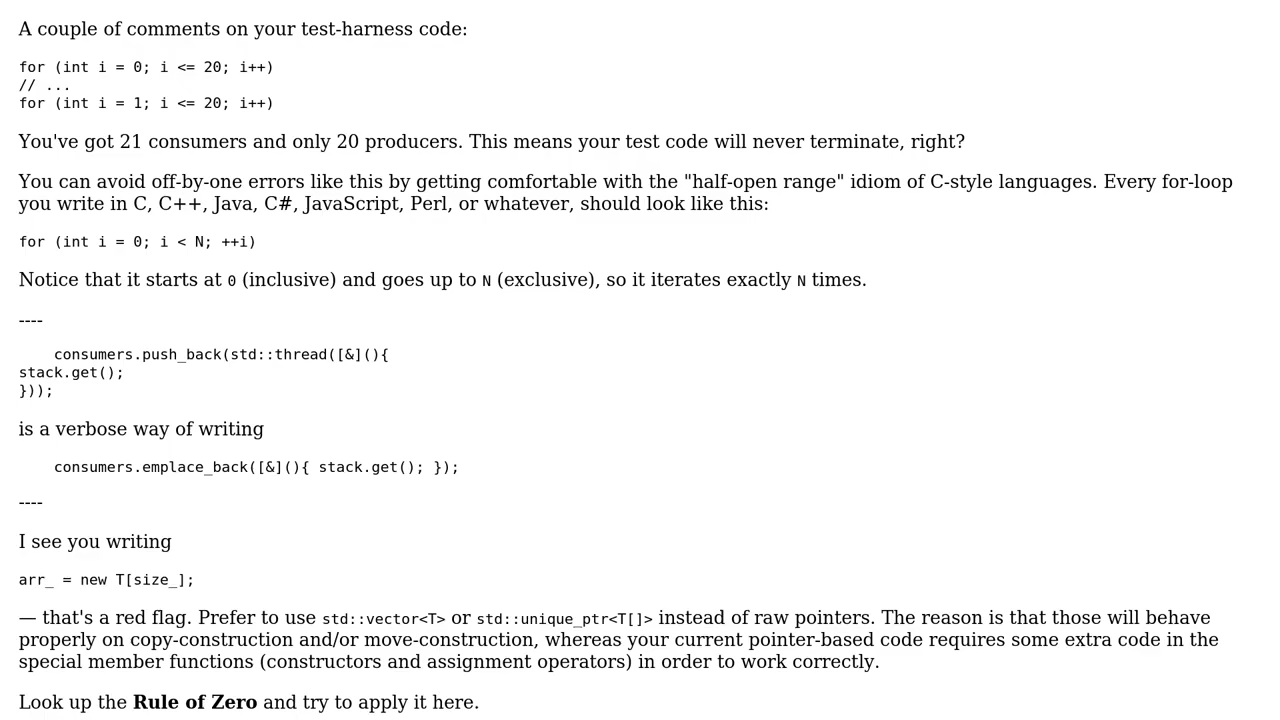 A couple of comments on your test-harness code:
for (int i = 0; i <= 20; i++)
// ...
for (int i = 1; i <= 20; i++)
You've got 21 consumers and only 20 producers. This means your test code will never terminate, right?
You can avoid off-by-one errors like this by getting comfortable with the "half-open range" idiom of C-style languages. Every for-loop
you write in C, C++, Java, C#, JavaScript, Perl, or whatever, should look like this:
for (int i = 0; i < N; ++i)
Notice that it starts at 0 (inclusive) and goes up to N (exclusive), so it iterates exactly N times.
----
    consumers.push_back(std::thread([&](){
stack.get();
}));
is a verbose way of writing
    consumers.emplace_back([&](){ stack.get(); });
----
I see you writing
arr_ = new T[size_];
— that's a red flag. Prefer to use std::vector<T> or std::unique_ptr<T[]> instead of raw pointers. The reason is that those will behave
properly on copy-construction and/or move-construction, whereas your current pointer-based code requires some extra code in the
special member functions (constructors and assignment operators) in order to work correctly.
Look up the Rule of Zero and try to apply it here.